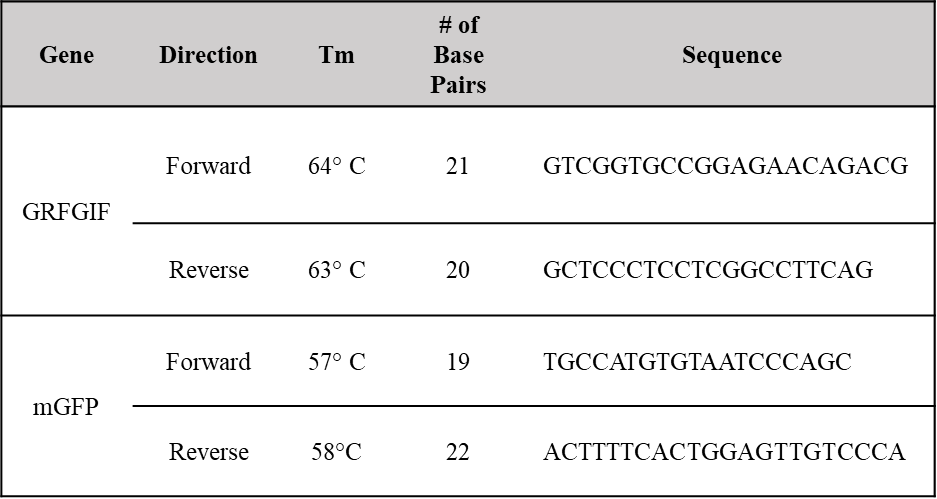 Gene Direction Tm # of Base Pairs Sequence
GRFGIF
Forward 64° C 21 GTCGGTGCCGGAGAACAGACG
Reverse 63° C 20 GCTCCCTCCTCGGCCTTCAG
mGFP
Forward 57° C 19 TGCCATGTGTAATCCCAGC
Reverse 58°C 22 ACTTTTCACTGGAGTTGTCCCA